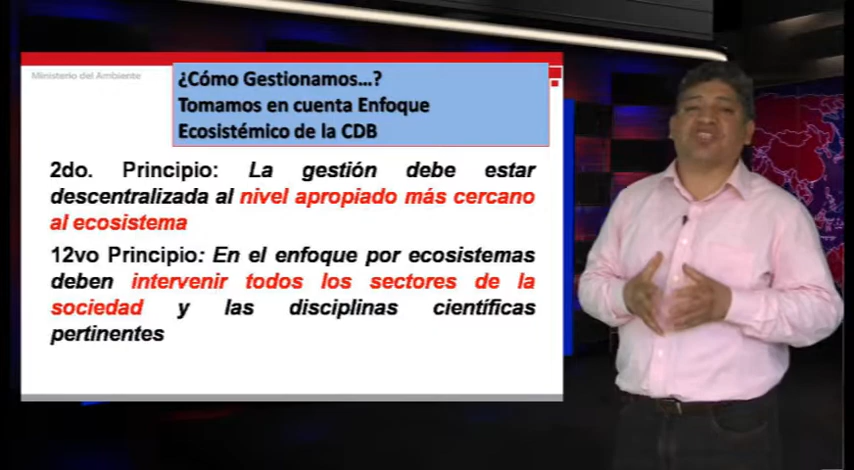 Ministerio del Ambiente
¿Cómo Gestionamos...?
Tomamos en cuenta Enfoque
Ecosistémico de la CDB
2do. Principio: La gestión debe estar
descentralizada al nivel apropiado más cercano
al ecosistema
12vo Principio: En el enfoque por ecosistemas
deben intervenir todos los sectores de la
sociedad y las disciplinas científicas
pertinentes